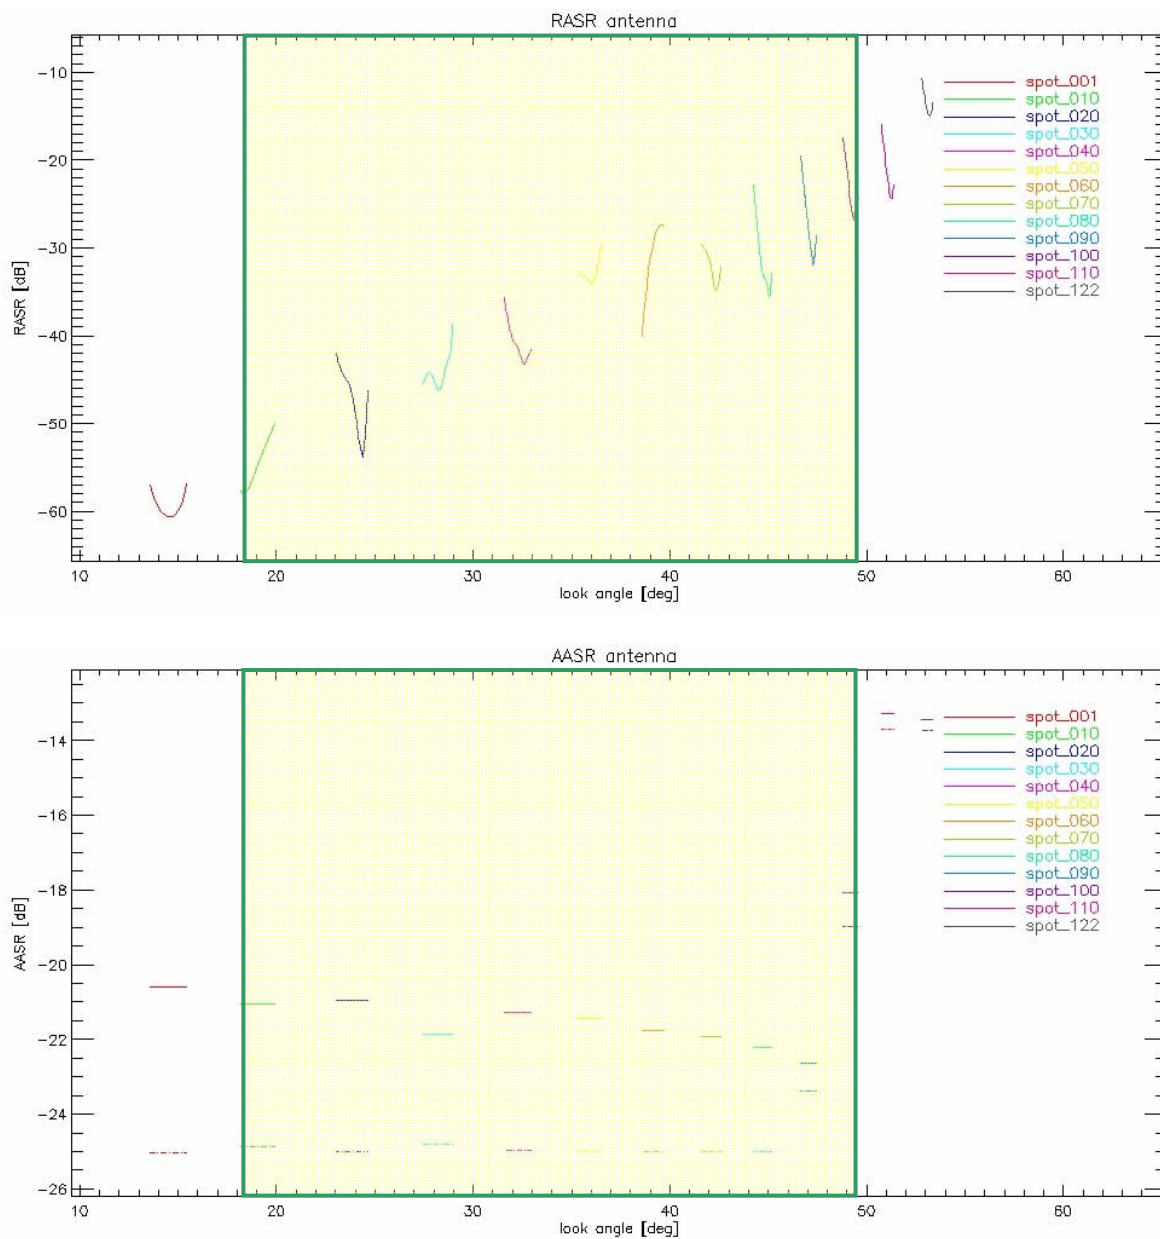 RASR antenna
-10
-20
-30
-40
-50
-60
RASR [dB]
spot_001
spot_010
spot_020
spot_030
spot_040
spot_050
spot_060
spot_070
spot_080
spot_090
spot_100
spot_110
spot_122
10 20 30 40 50 60
look angle [deg]
AASR antenna
-14
-16
-18
-20
-22
-24
-26
AASR [dB]
spot_001
spot_010
spot_020
spot_030
spot_040
spot_050
spot_060
spot_070
spot_080
spot_090
spot_100
spot_110
spot_122
10 20 30 40 50 60
look angle [deg]